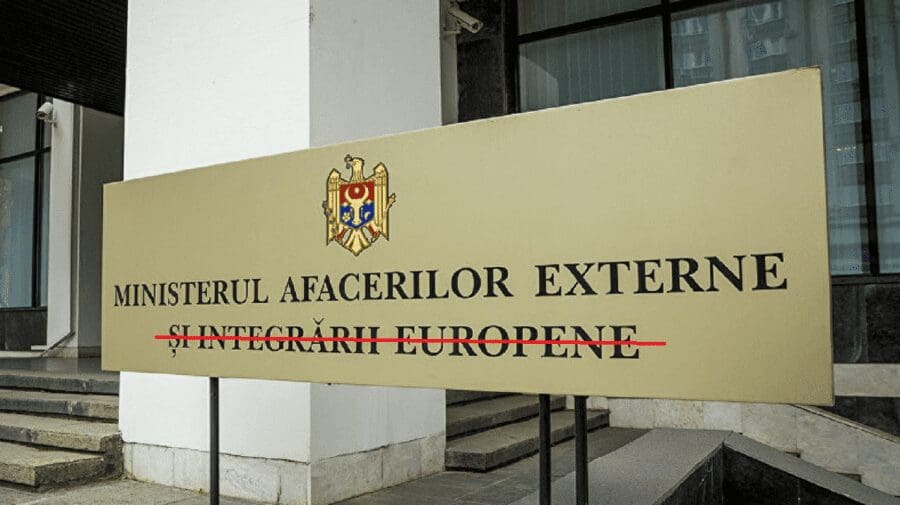 MINISTERUL AFACERILOR EXTERNE
ȘI INTEGRĂRII EUROPENE